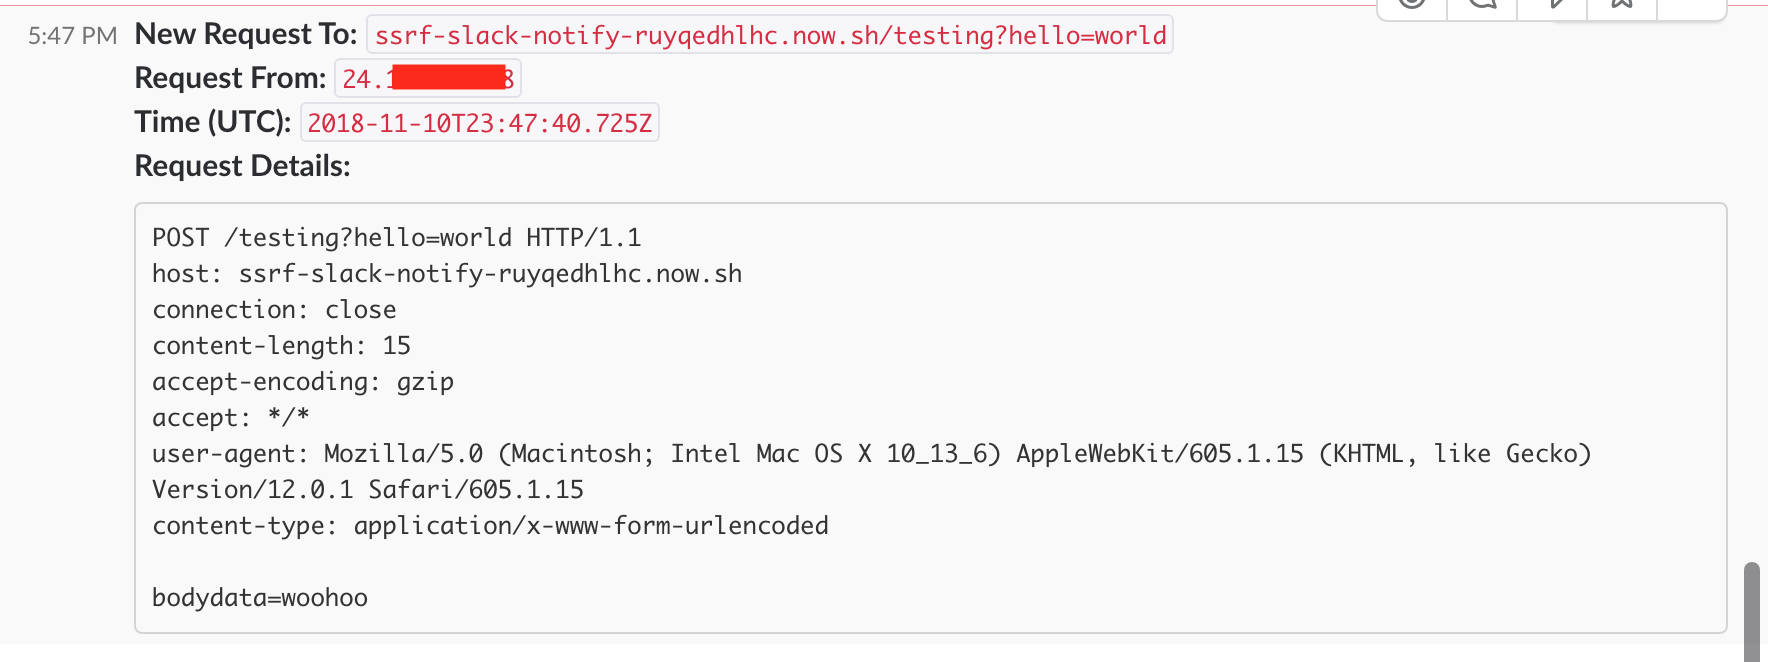 5:47 PM New Request To: ssrf-slack-notify-ruyqedhlhc.now.sh/testing?hello=world
Request From: 24.1 8
Time (UTC): 2018-11-10T23:47:40.725Z
Request Details:
POST /testing?hello=world HTTP/1.1
host: ssrf-slack-notify-ruyqedhlhc.now.sh
connection: close
content-length: 15
accept-encoding: gzip
accept: */*
user-agent: Mozilla/5.0 (Macintosh; Intel Mac OS X 10_13_6) AppleWebKit/605.1.15 (KHTML, like Gecko)
Version/12.0.1 Safari/605.1.15
content-type: application/x-www-form-urlencoded
bodydata=woohoo